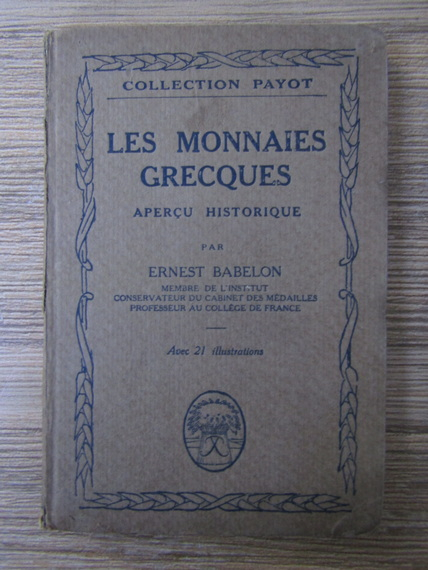 COLLECTION PAYOT
LES MONNAIES
GRECQUES
APERÇU HISTORIQUE
PAR
ERNEST BABELON
MEMBRE DE L'INSTITUT
CONSERVATEUR DU CABINET DES MÉDAILLES
PROFESSEUR AU COLLÈGE DE FRANCE
Avec 21 illustrations